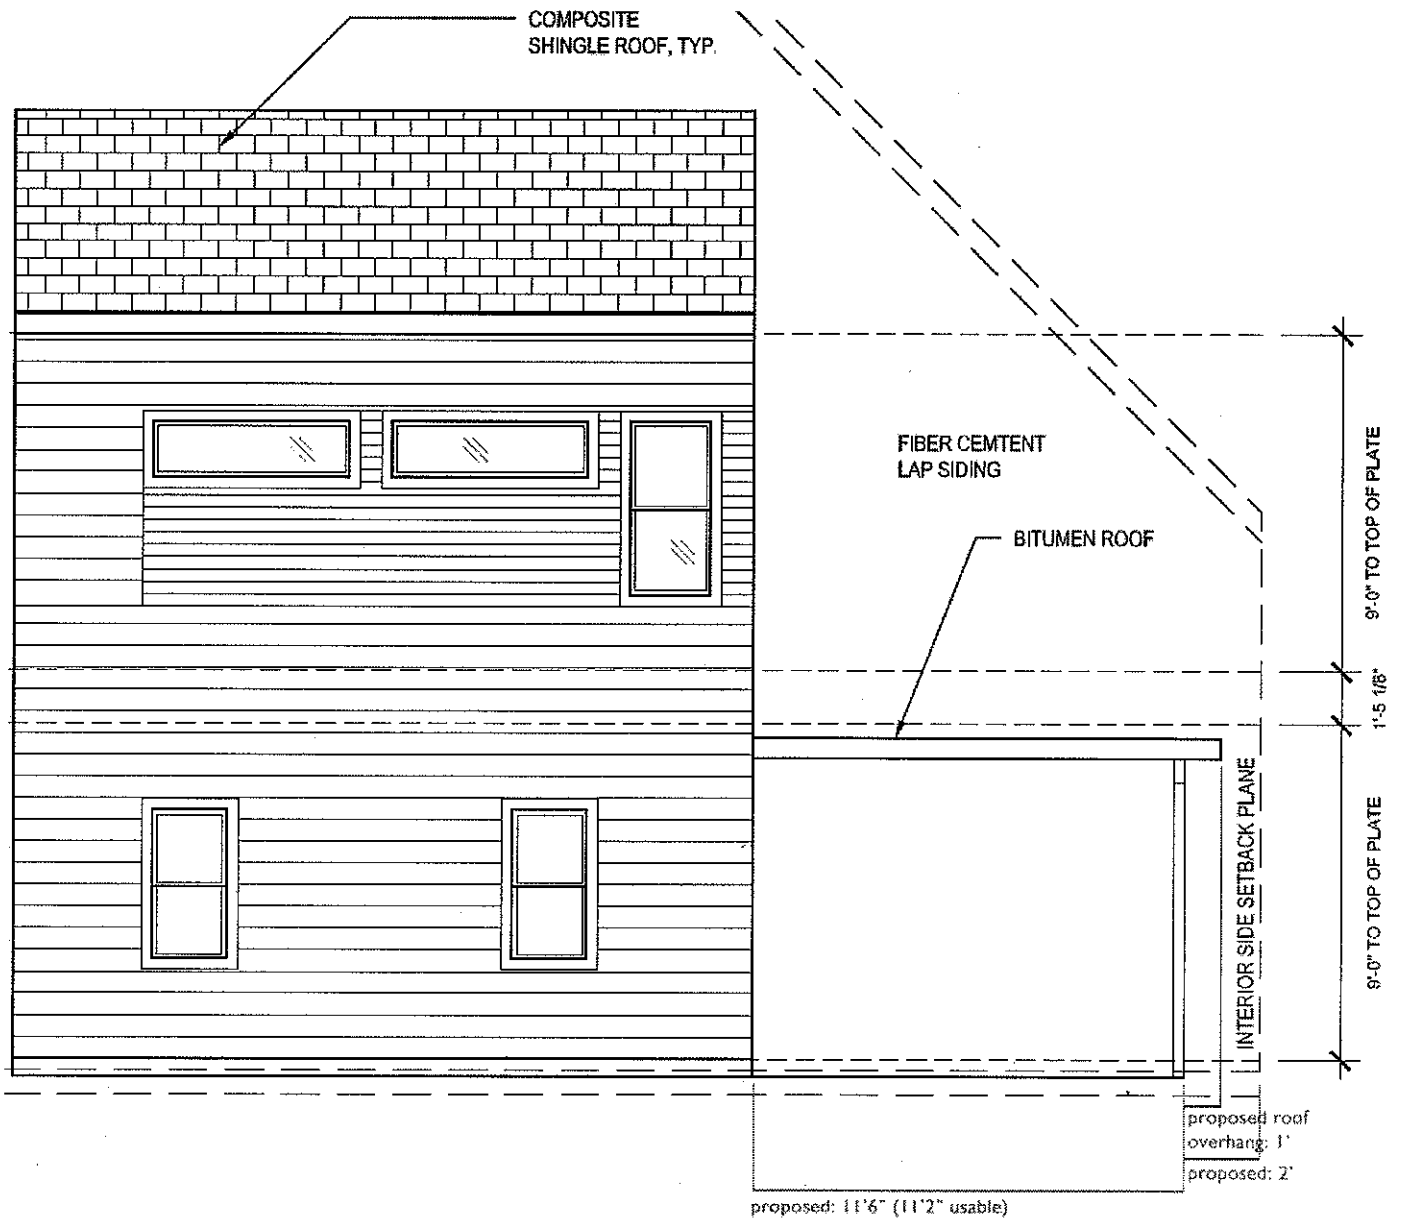 COMPOSITE
SHINGLE ROOF, TYP.
FIBER CEMTENT
LAP SIDING
BITUMEN ROOF
9'-0" TO TOP OF PLATE
1'-5 1/8"
9'-0" TO TOP OF PLATE
INTERIOR SIDE SETBACK PLANE
proposed roof
overhang: 1'
proposed: 2'
proposed: 11'6" (11'2" usable)